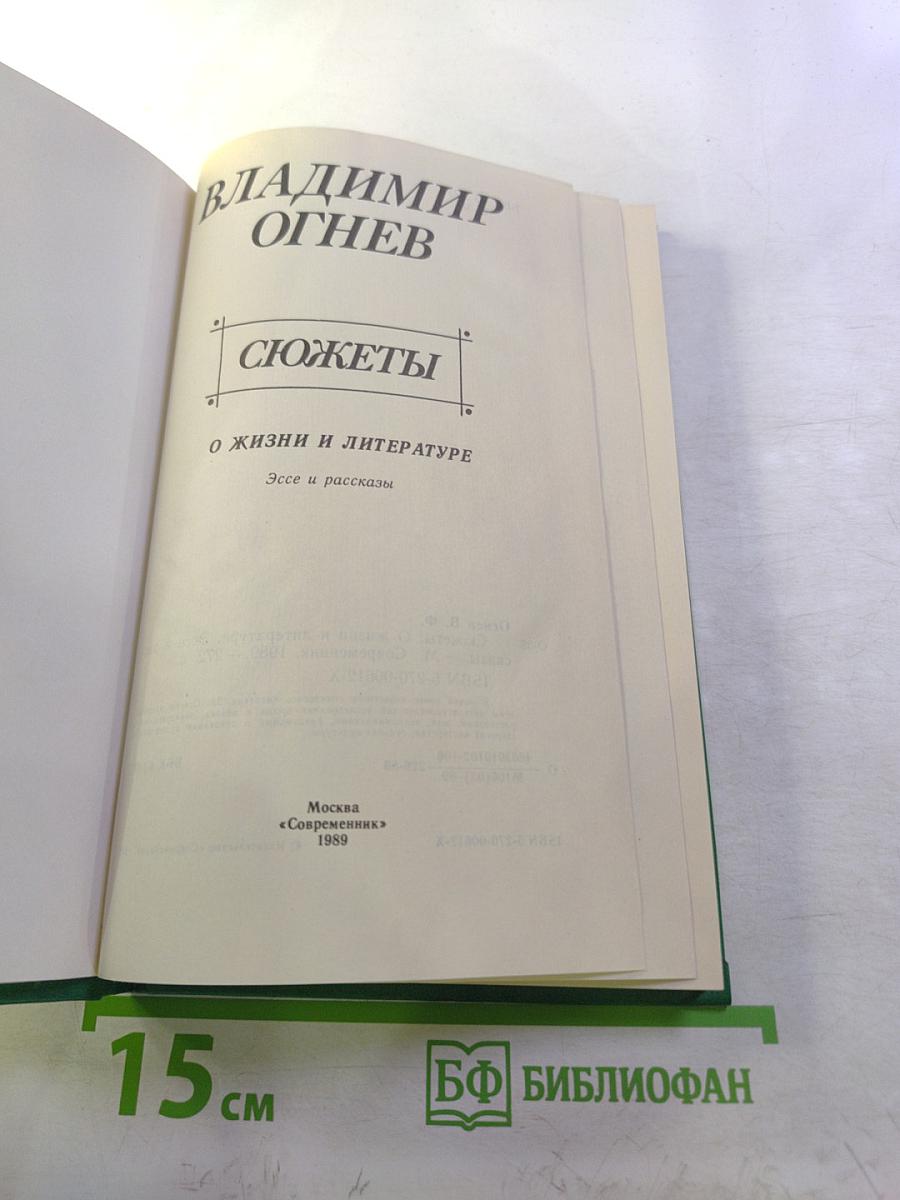 ВЛАДИМИР
ОГНЕВ
СЮЖЕТЫ
О ЖИЗНИ И ЛИТЕРАТУРЕ
Эссе и рассказы
Москва
«Современник»
1989
15 см
БФ БИБЛИОФАН